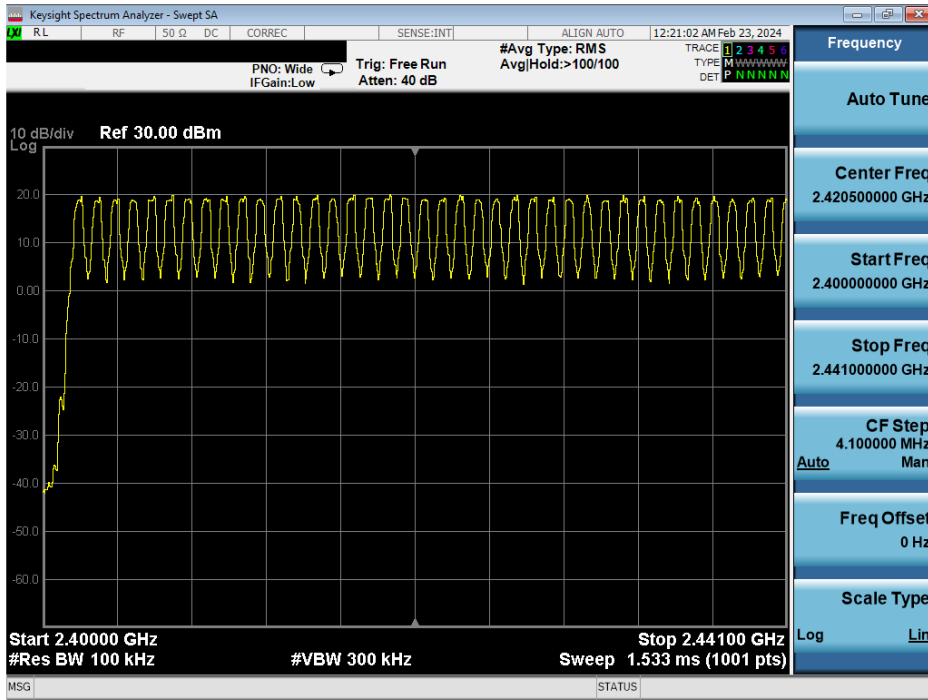 Keysight Spectrum Analyzer - Swept SA
LXI RL RF 50 Ω DC CORREC SENSE:INT ALIGN AUTO 12:21:02 AM Feb 23, 2024
PNO: Wide
IFGain:Low
Trig: Free Run
Atten: 40 dB
#Avg Type: RMS
Avg|Hold:>100/100
TRACE 1 2 3 4 5 6
TYPE M W W W W W
DET P N N N N N
10 dB/div
Log
Ref 30.00 dBm
20.0
10.0
0.00
-10.0
-20.0
-30.0
-40.0
-50.0
-60.0
Start 2.40000 GHz
Stop 2.44100 GHz
#Res BW 100 kHz
#VBW 300 kHz
Sweep 1.533 ms (1001 pts)
MSG
STATUS
Frequency
Auto Tune
Center Freq
2.420500000 GHz
Start Freq
2.400000000 GHz
Stop Freq
2.441000000 GHz
CF Step
4.100000 MHz
Auto Man
Freq Offset
0 Hz
Scale Type
Log Lin